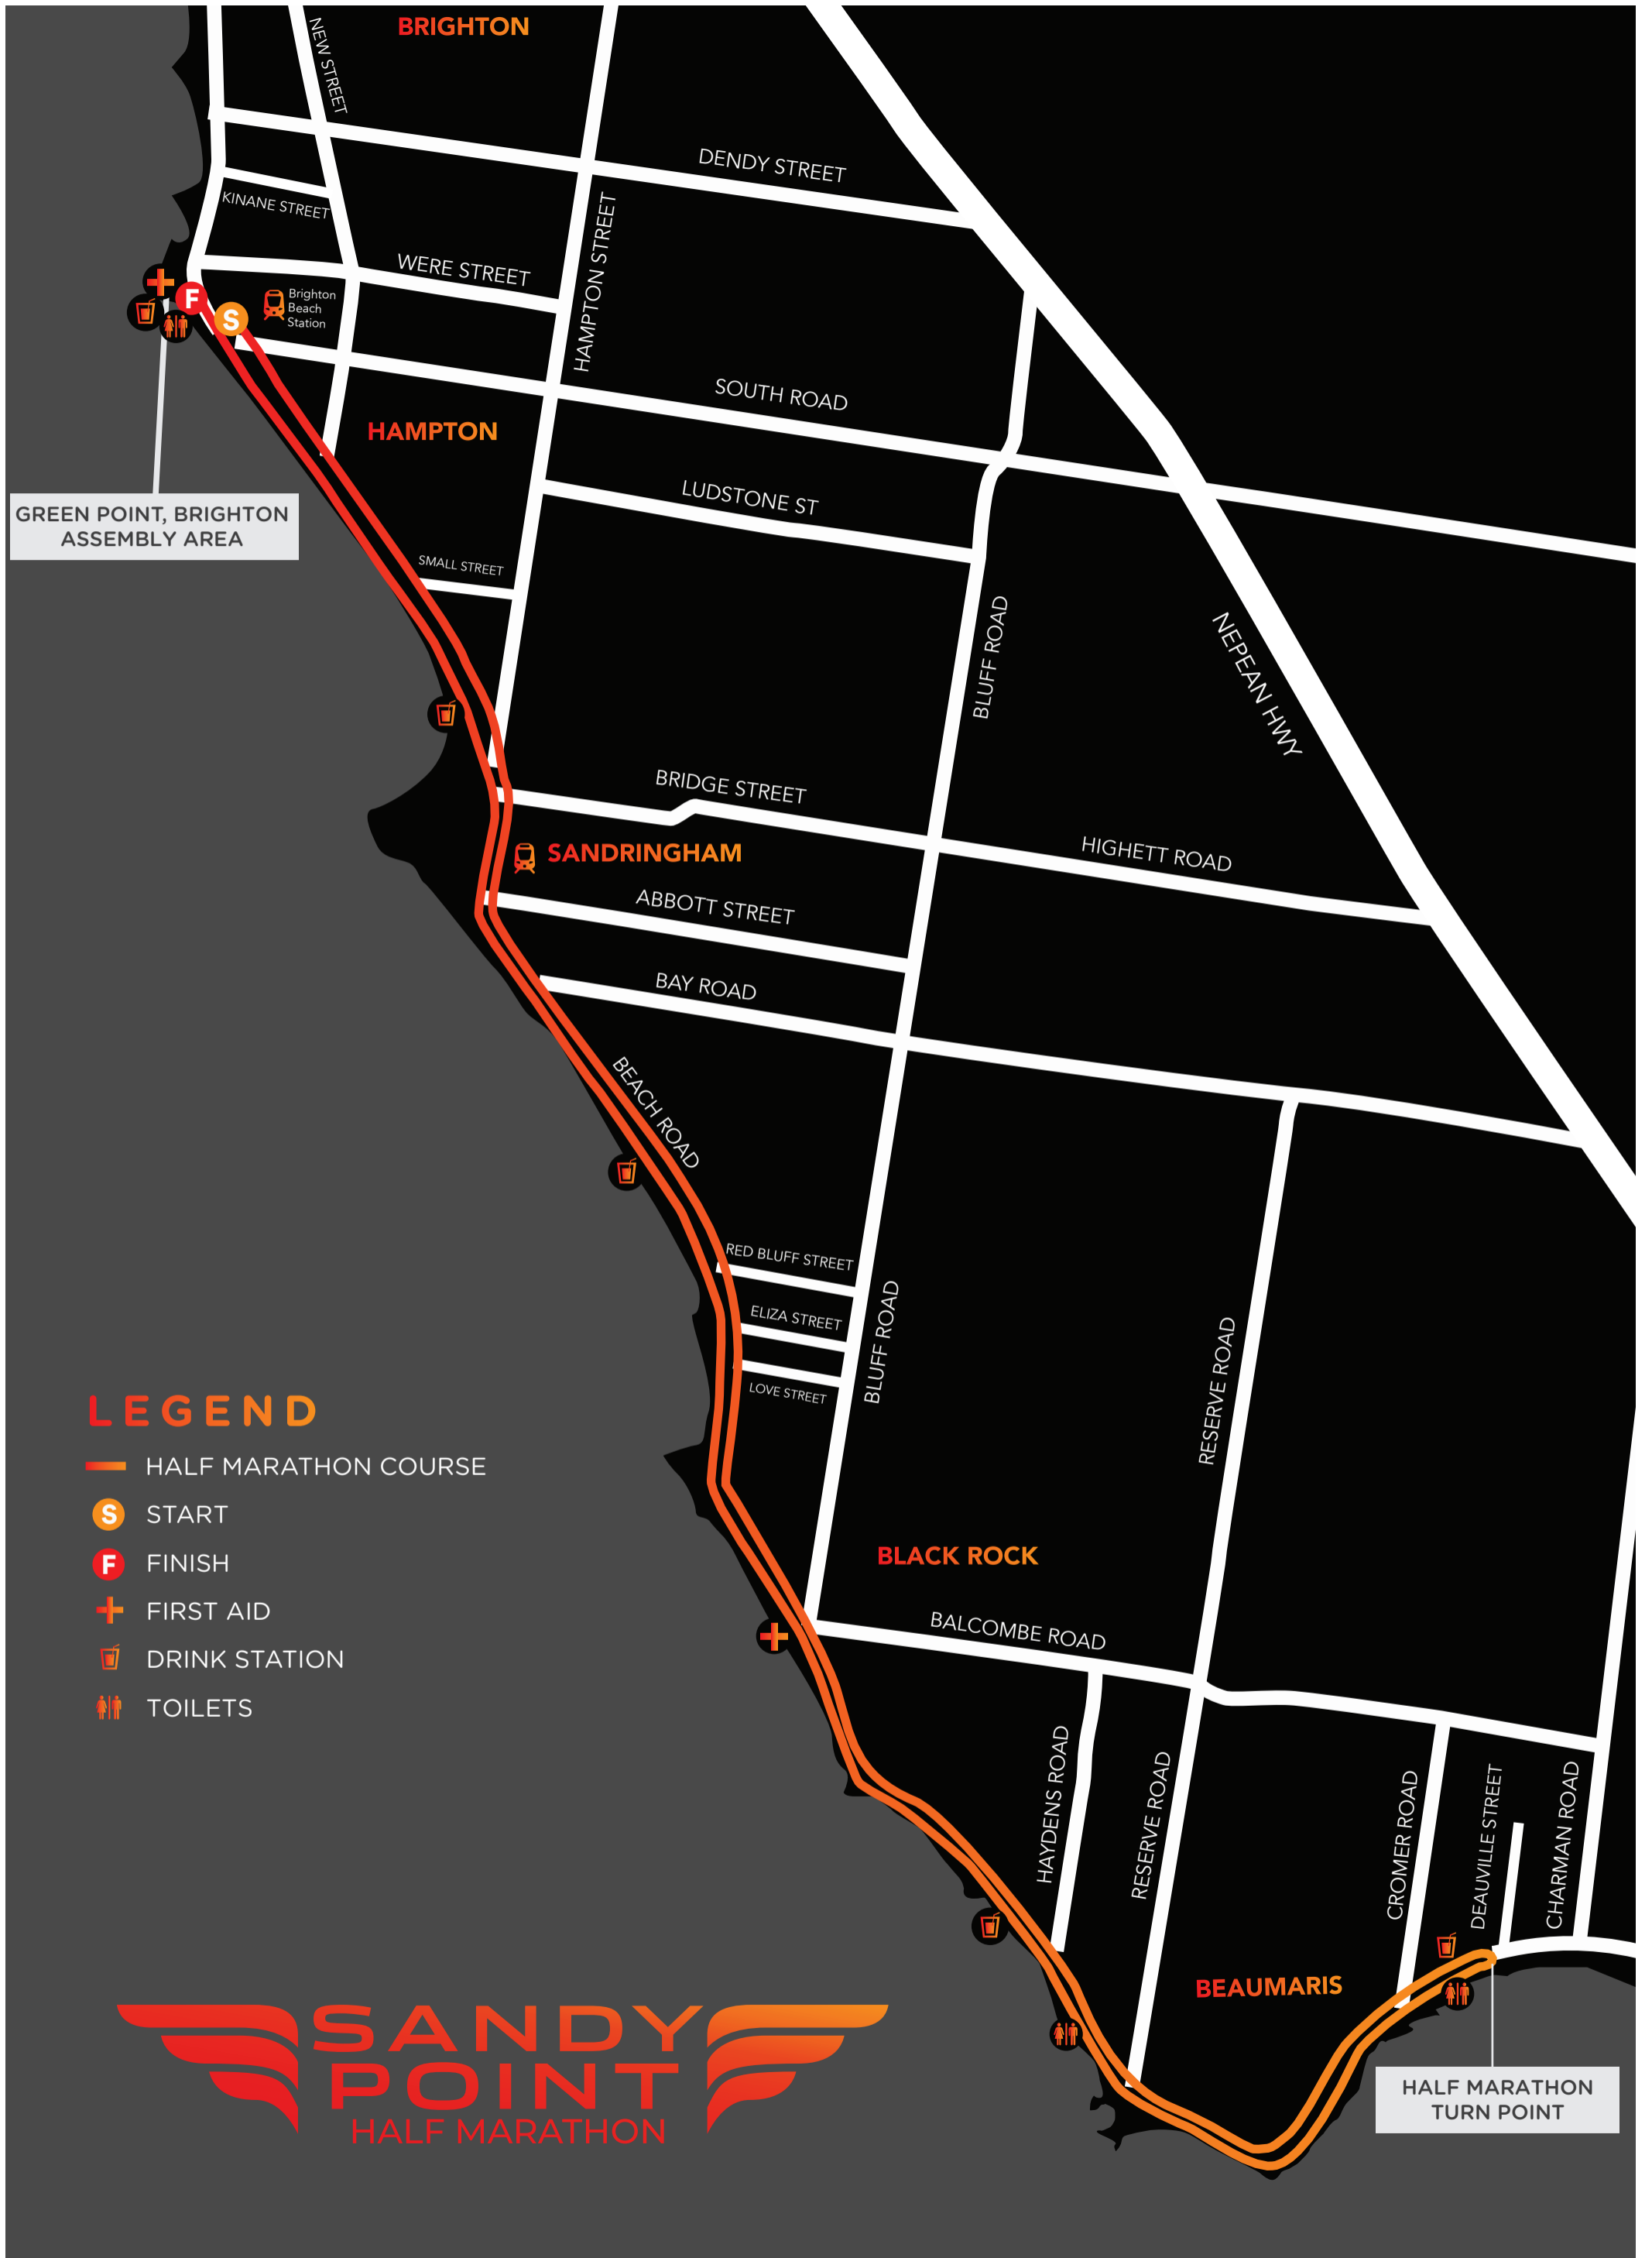 BRIGHTON
NEW STREET
DENDY STREET
KINANE STREET
HAMPTON STREET
WERE STREET
F
S
Brighton
Beach
Station
SOUTH ROAD
HAMPTON
LUDSTONE ST
GREEN POINT, BRIGHTON
ASSEMBLY AREA
SMALL STREET
BLUFF ROAD
NEPEAN HWY
BRIDGE STREET
HIGHETT ROAD
SANDRINGHAM
ABBOTT STREET
BAY ROAD
BEACH ROAD
RED BLUFF STREET
ELIZA STREET
LOVE STREET
BLUFF ROAD
RESERVE ROAD
LEGEND
HALF MARATHON COURSE
S START
F FINISH
FIRST AID
DRINK STATION
TOILETS
BLACK ROCK
BALCOMBE ROAD
HAYDENS ROAD
RESERVE ROAD
CROMER ROAD
DEAUVILLE STREET
CHARMAN ROAD
BEAUMARIS
HALF MARATHON
TURN POINT
SANDY
POINT
HALF MARATHON